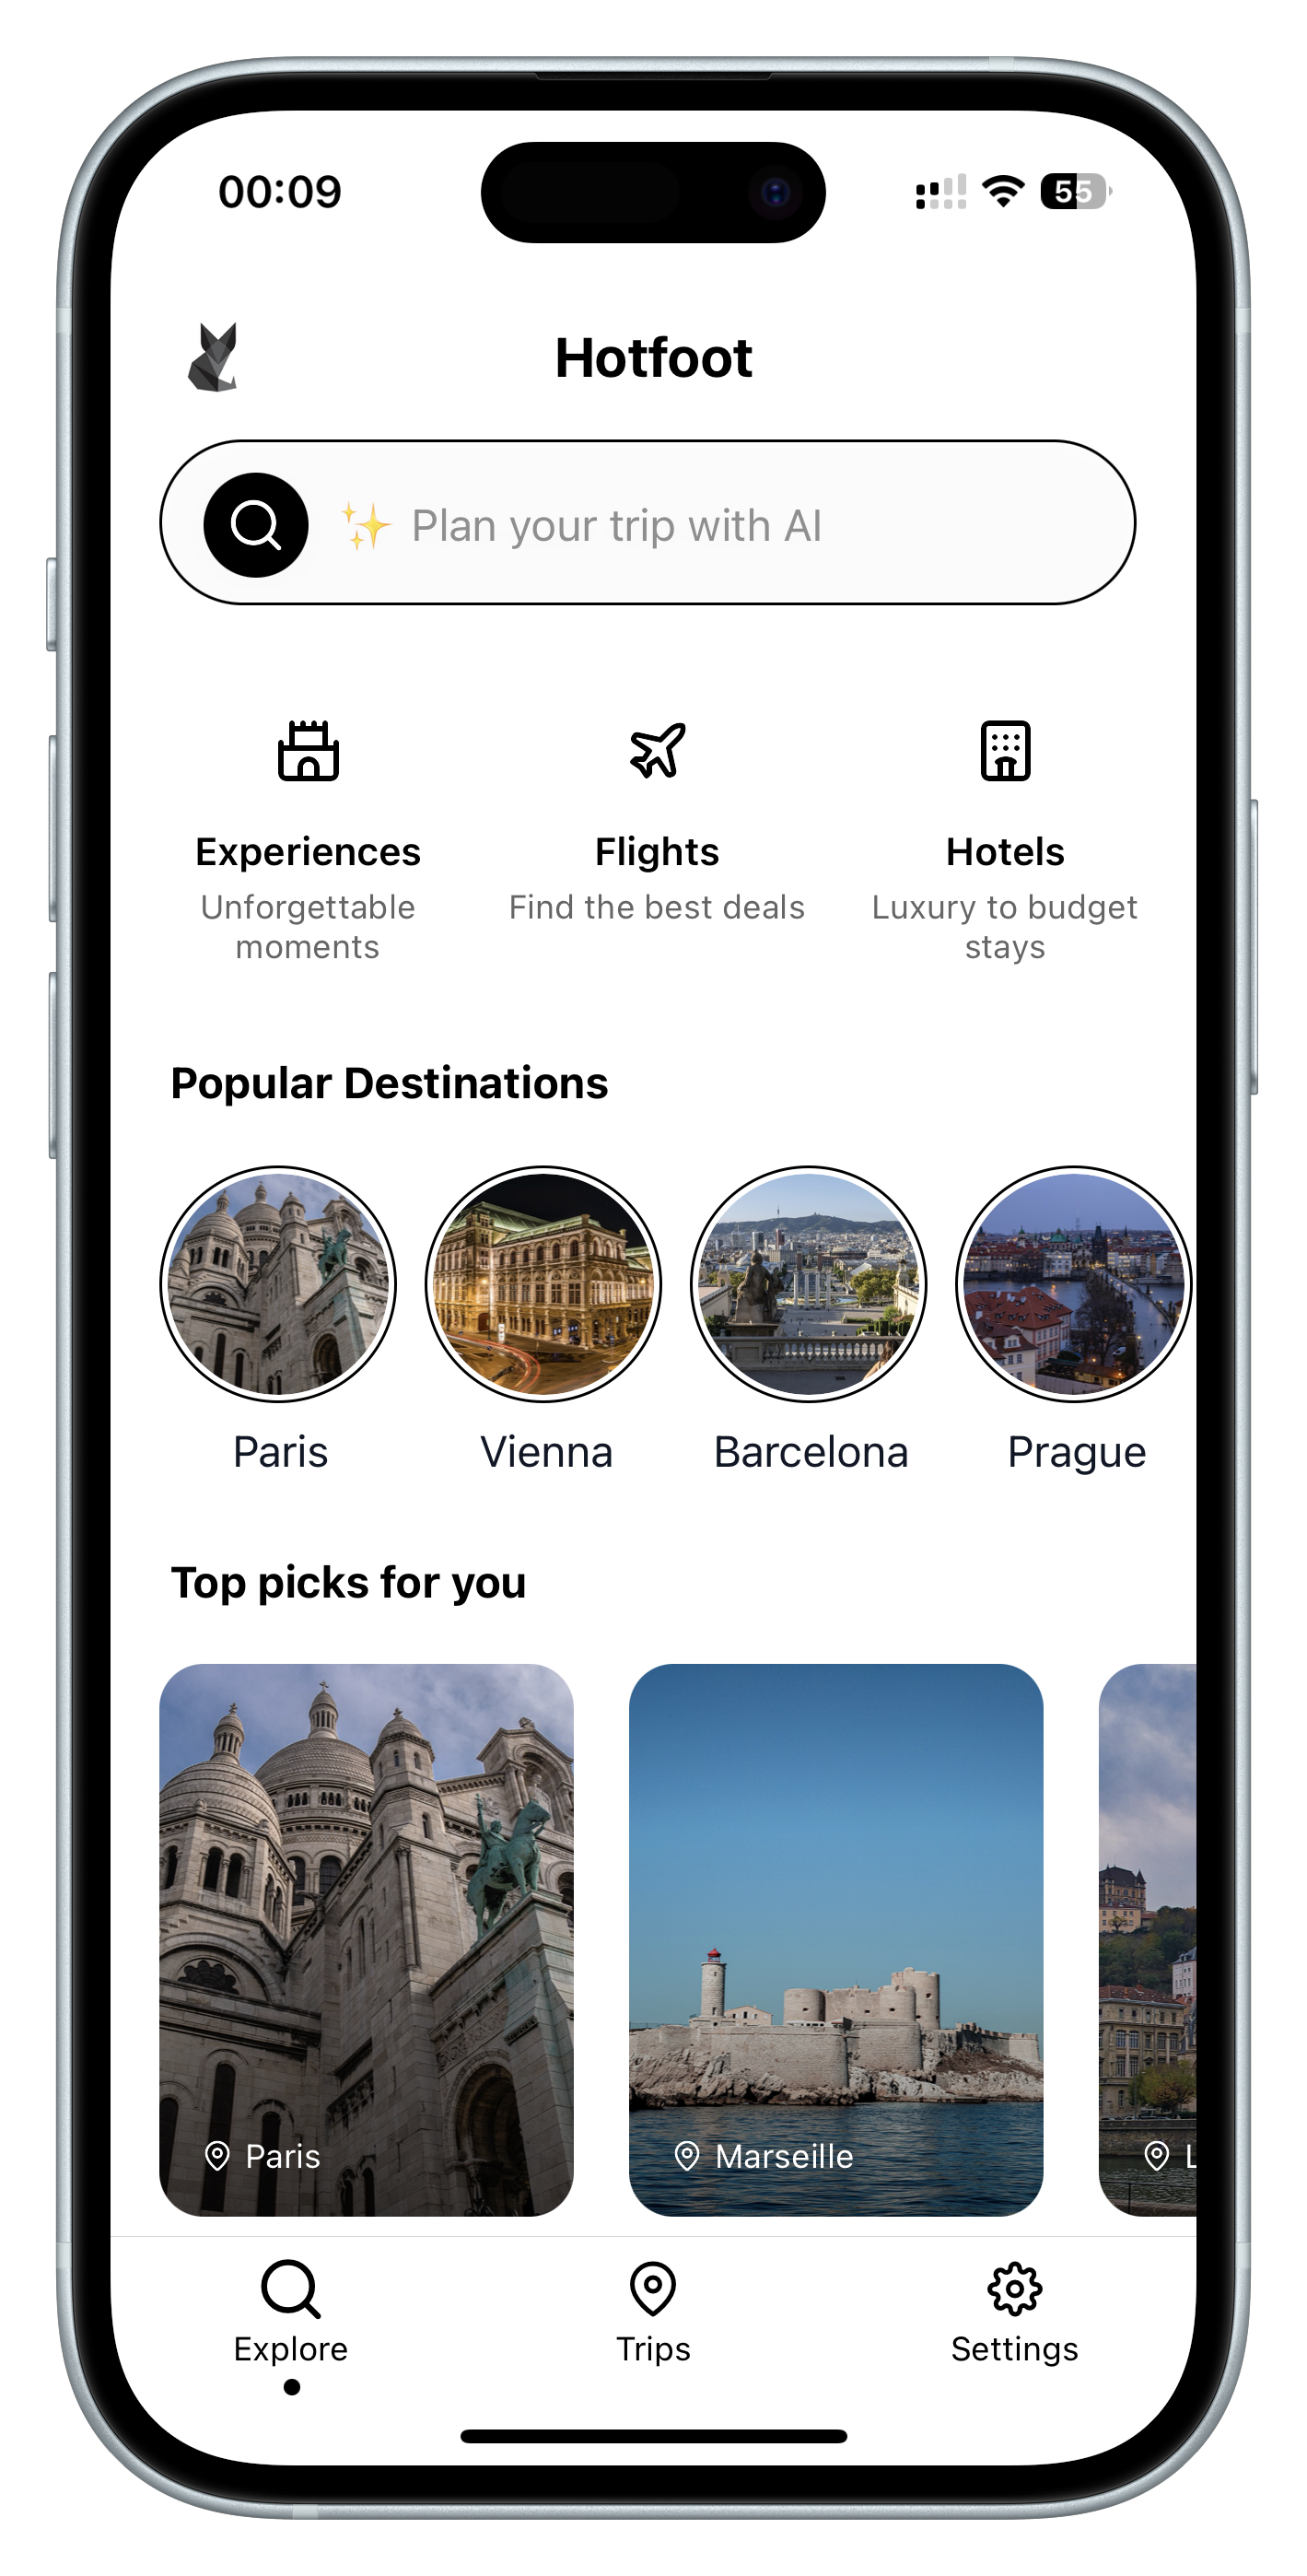 00:09
55
Hotfoot
✨ Plan your trip with AI
Experiences
Unforgettable
moments
Flights
Find the best deals
Hotels
Luxury to budget
stays
Popular Destinations
Paris
Vienna
Barcelona
Prague
Top picks for you
Paris
Marseille
L
Explore
Trips
Settings